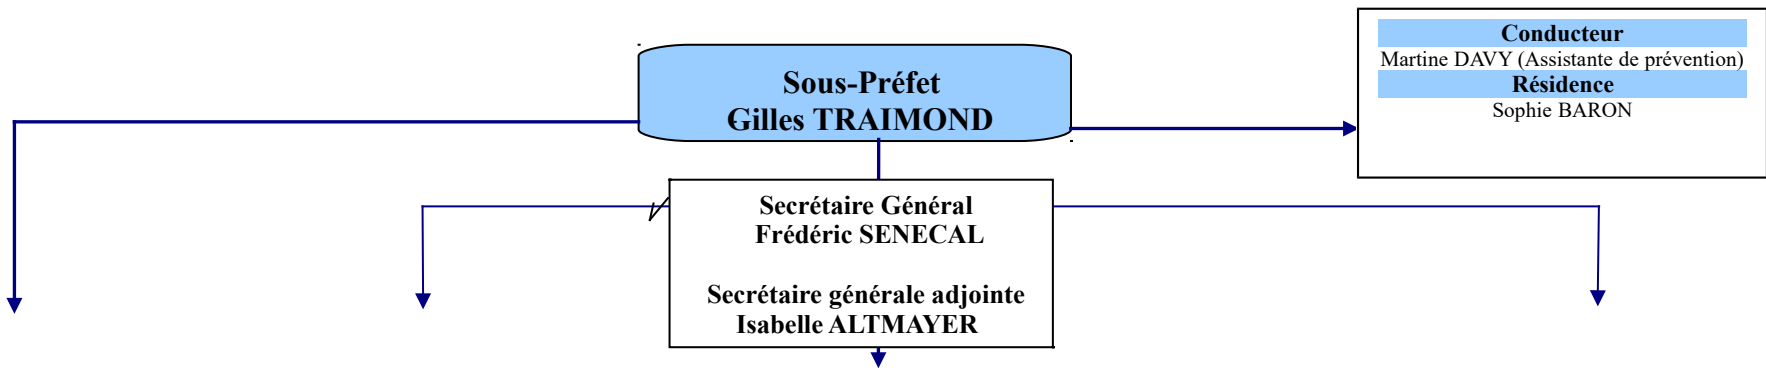 Sous-Préfet
Gilles TRAIMOND
Conducteur
Martine DAVY (Assistante de prévention)
Résidence
Sophie BARON
Secrétaire Général
Frédéric SENECAL
Secrétaire générale adjointe
Isabelle ALTMAYER